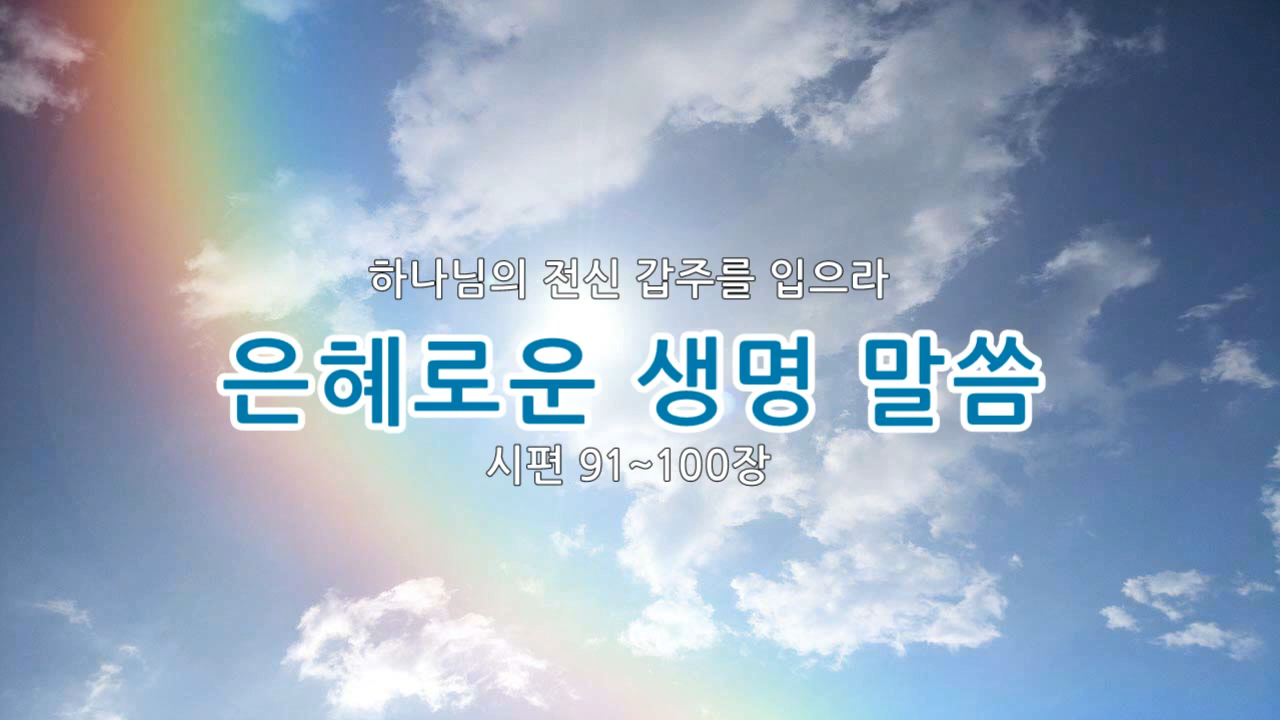 하나님의 전신 갑주를 입으라
은혜로운 생명 말씀
시편 91~100장